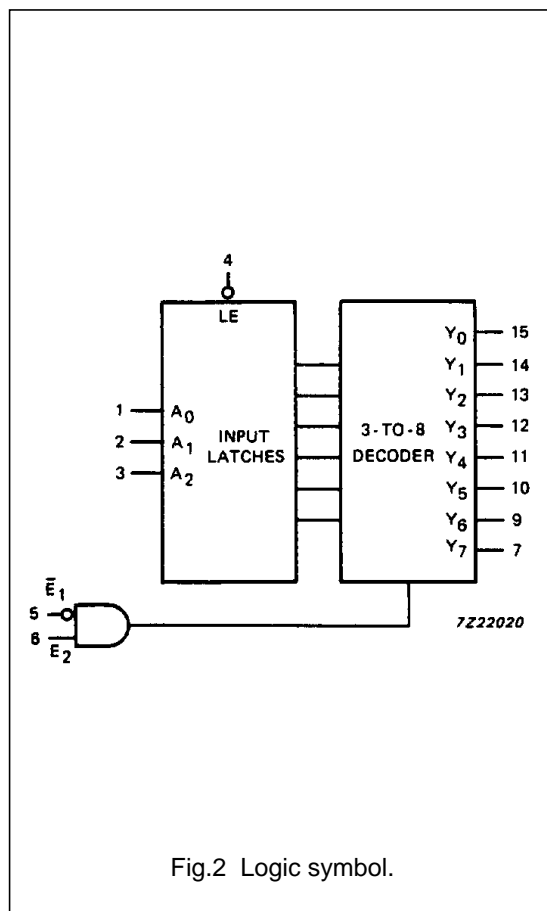 4
LE
Y0 15
Y1 14
1 A0
Y2 13
2 A1
INPUT LATCHES
3-TO-8 DECODER
Y3 12
3 A2
Y4 11
Y5 10
Y6 9
Y7 7
E̅1
5
6
E2
7Z22020
Fig.2 Logic symbol.